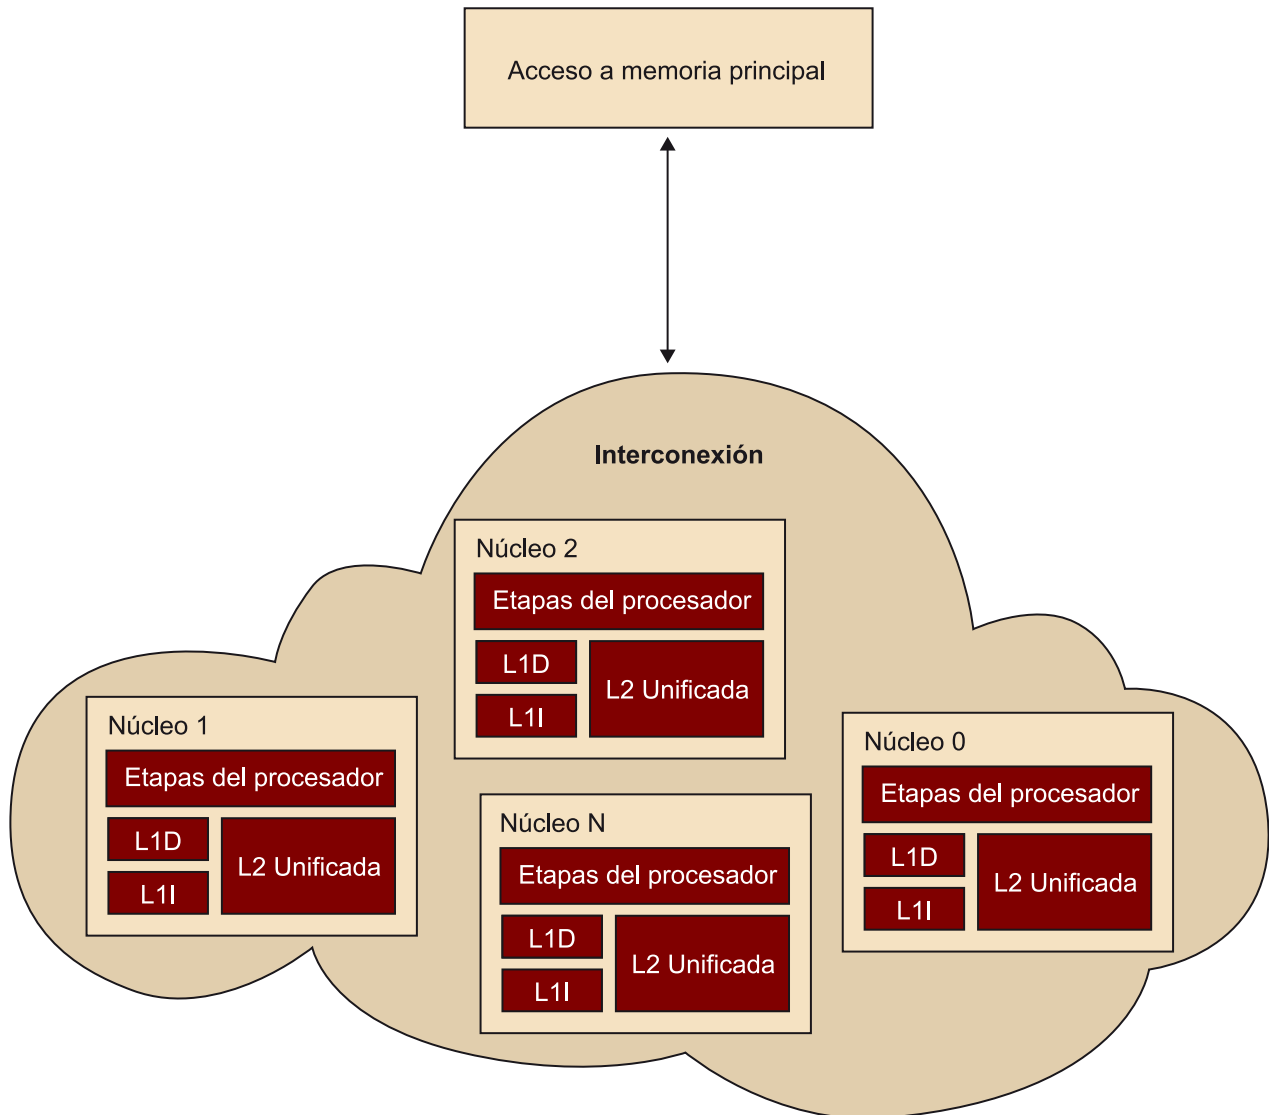 Acceso a memoria principal
Interconexión
Núcleo 2
Etapas del procesador
L1D
L2 Unificada
L1I
Núcleo 1
Etapas del procesador
L1D
L2 Unificada
L1I
Núcleo 0
Etapas del procesador
L1D
L2 Unificada
L1I
Núcleo N
Etapas del procesador
L1D
L2 Unificada
L1I